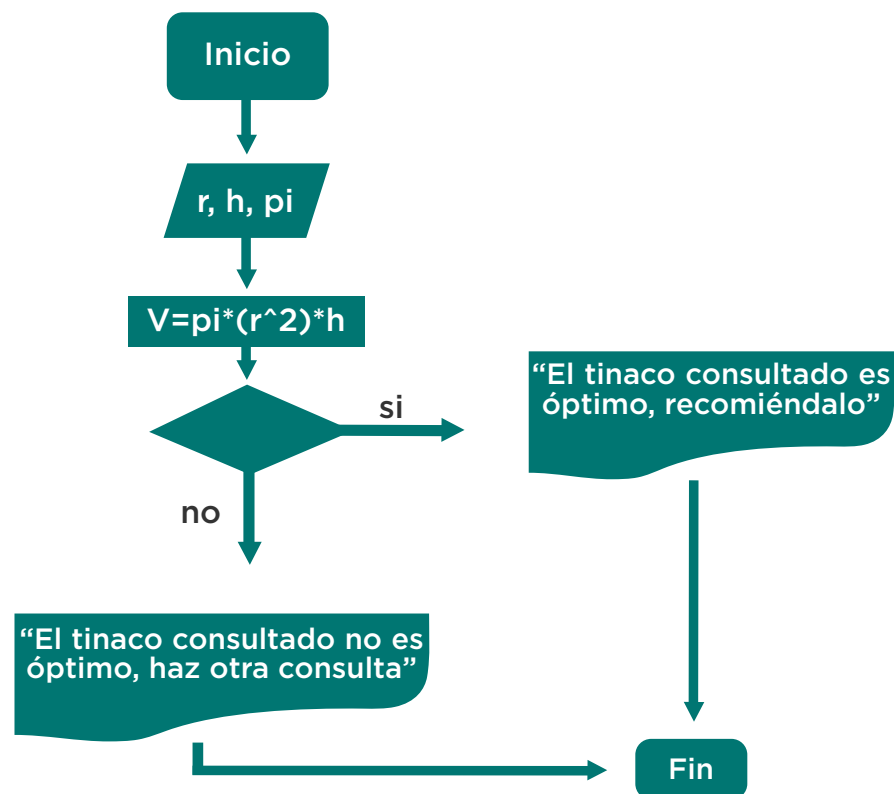 Inicio
r, h, pi
V=pi*(r^2)*h
si
“El tinaco consultado es
óptimo, recomiéndalo”
no
“El tinaco consultado no es
óptimo, haz otra consulta”
Fin